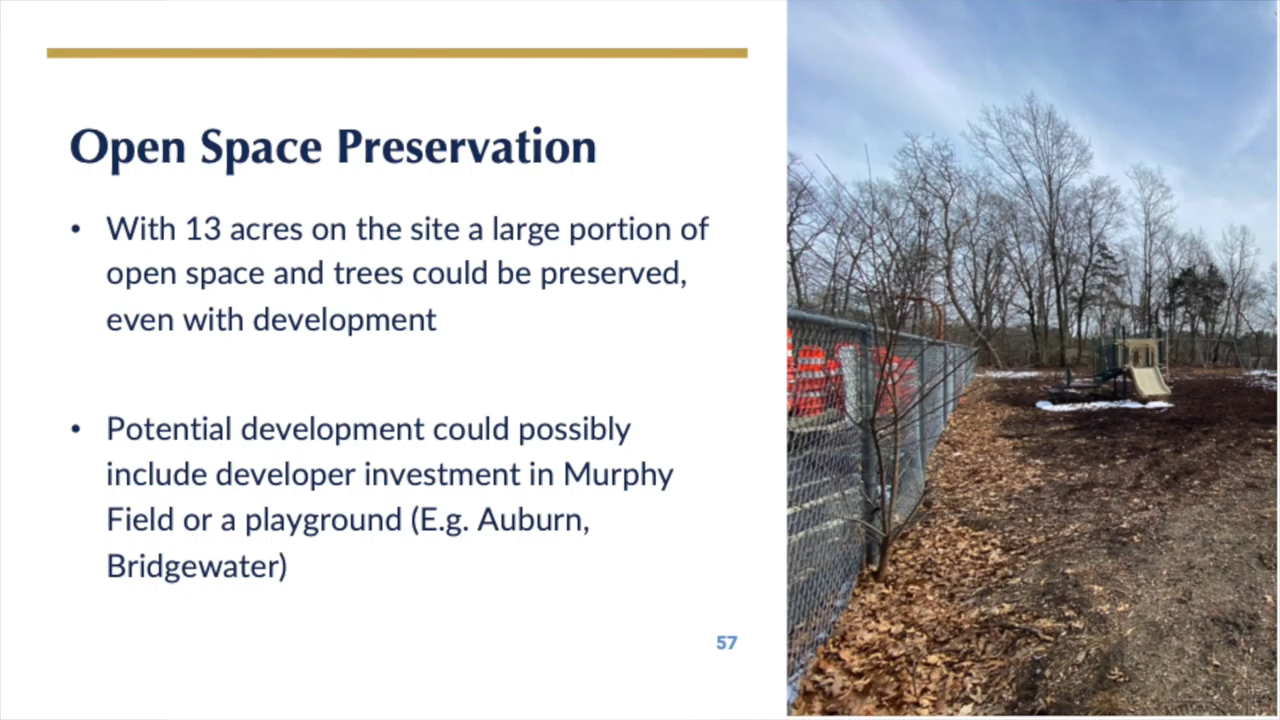 Open Space Preservation
• With 13 acres on the site a large portion of
open space and trees could be preserved,
even with development
• Potential development could possibly
include developer investment in Murphy
Field or a playground (E.g. Auburn,
Bridgewater)
57